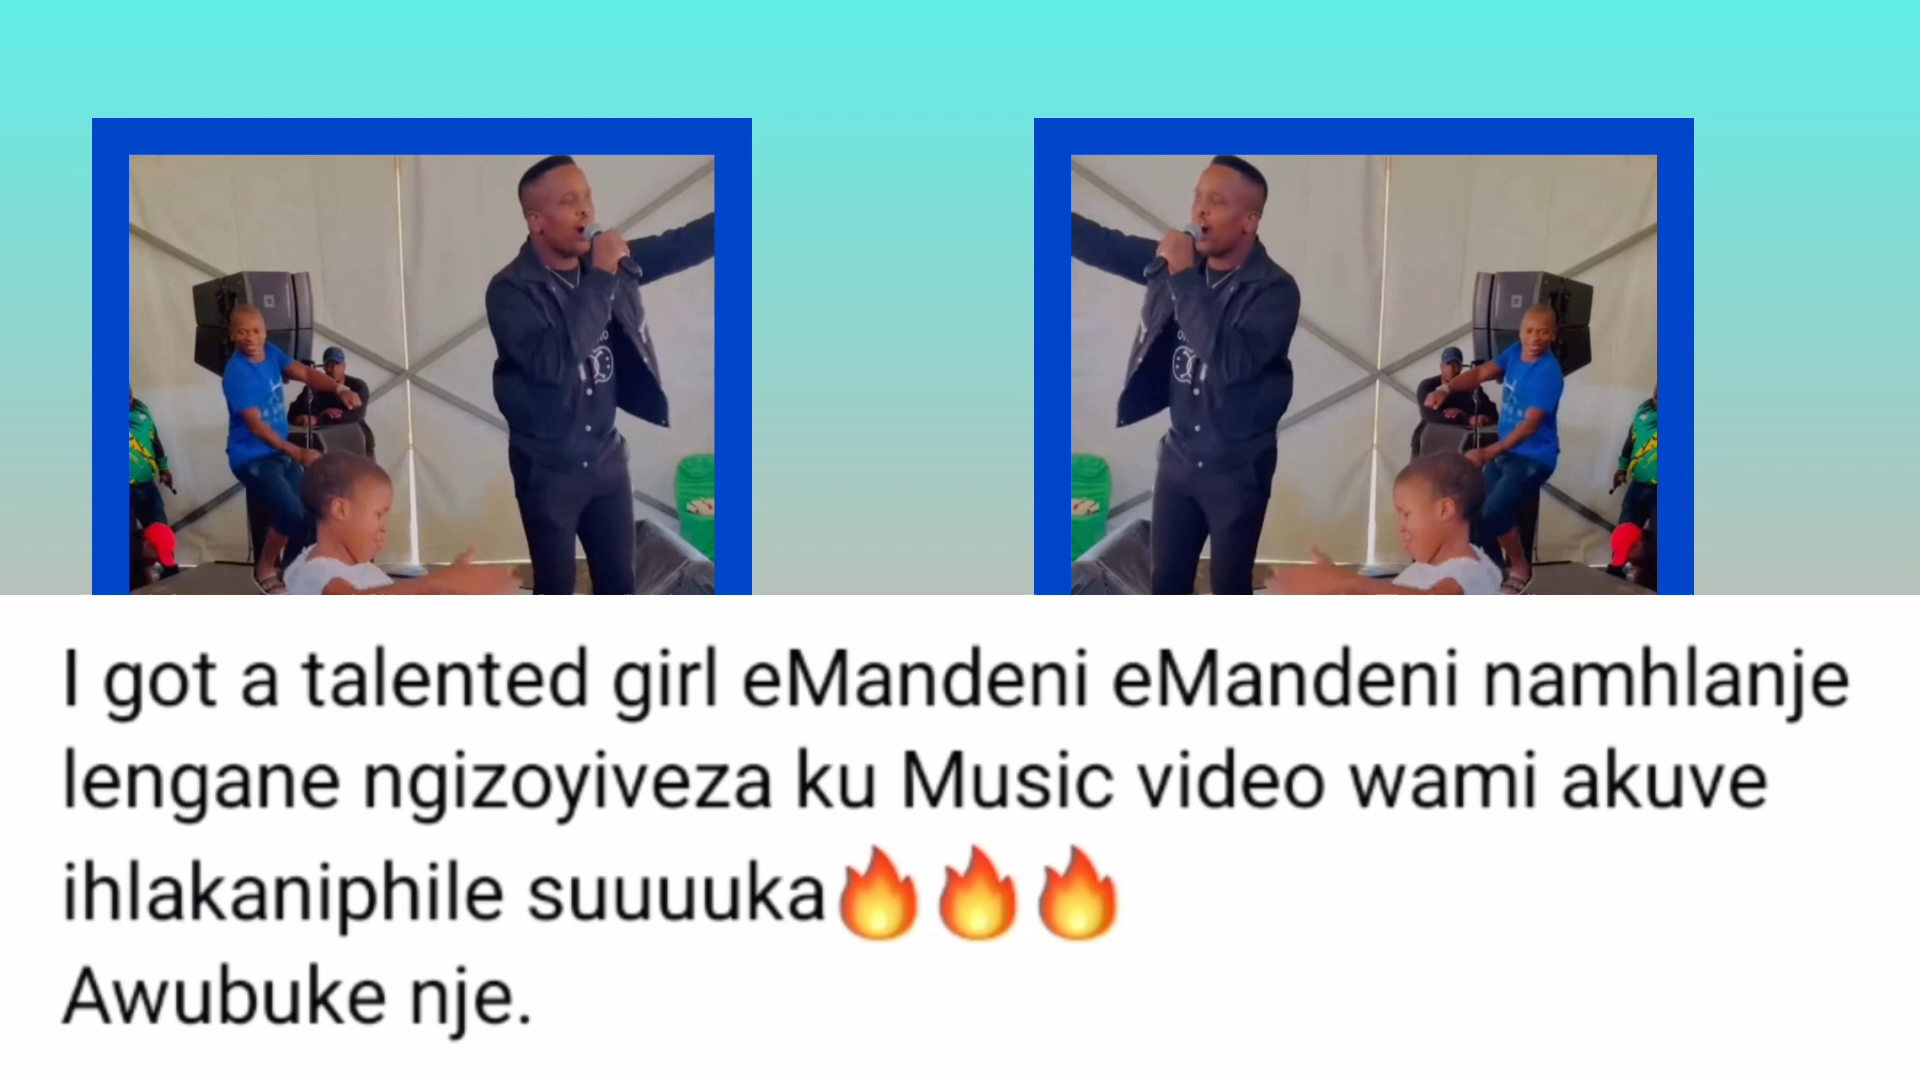 I got a talented girl eMandeni eMandeni namhlanje
lengane ngizoyiveza ku Music video wami akuve
ihlakaniphile suuuuka🔥🔥🔥
Awubuke nje.